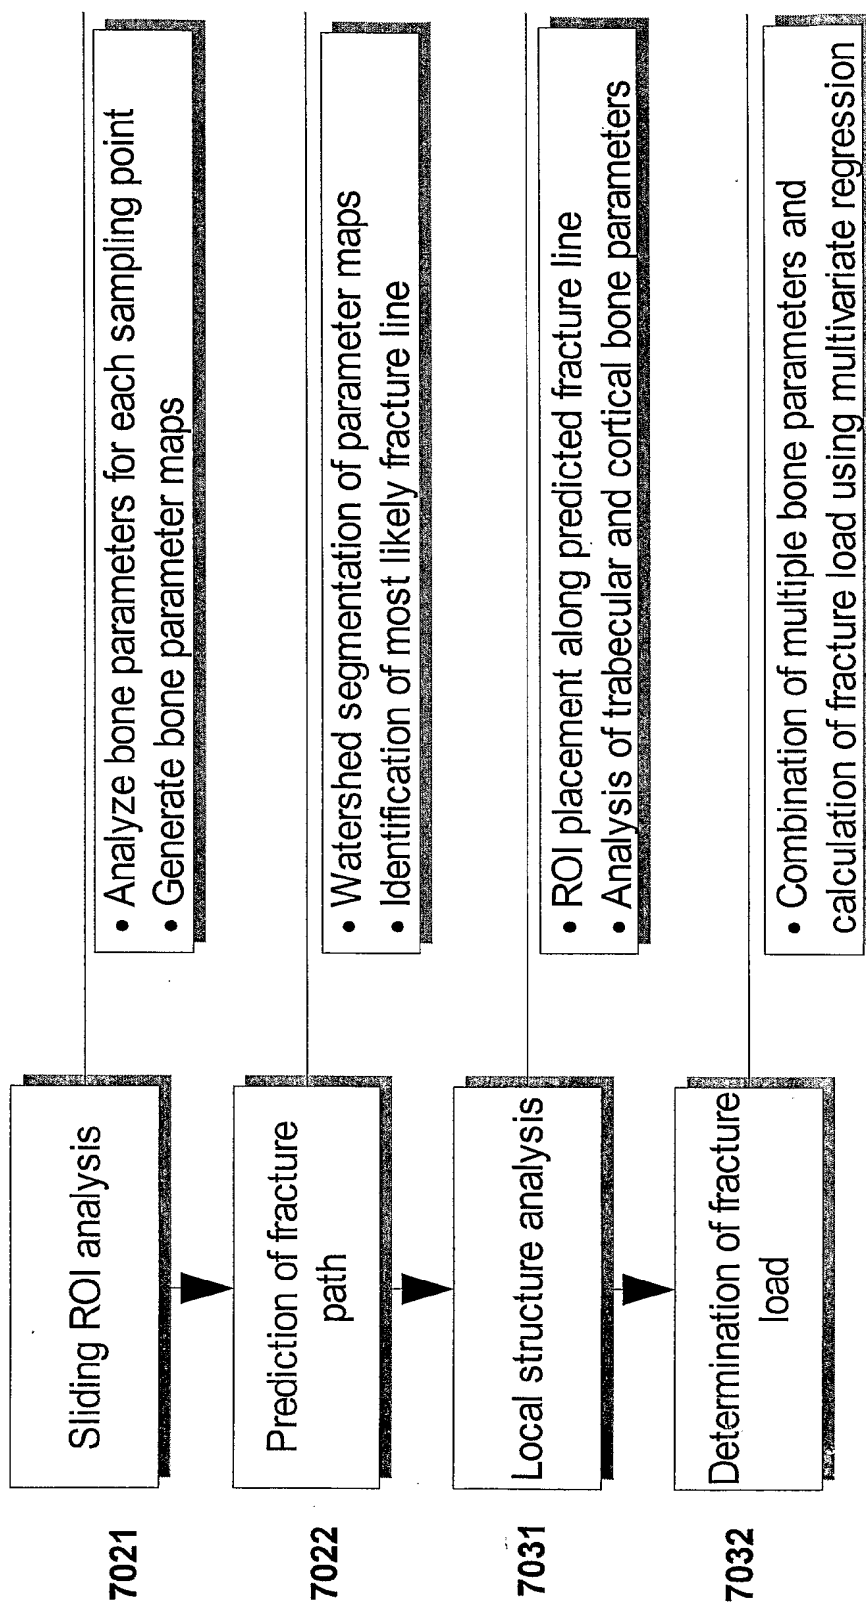 7021
Sliding ROI analysis
• Analyze bone parameters for each sampling point
• Generate bone parameter maps
7022
Prediction of fracture
path
• Watershed segmentation of parameter maps
• Identification of most likely fracture line
7031
Local structure analysis
• ROI placement along predicted fracture line
• Analysis of trabecular and cortical bone parameters
7032
Determination of fracture
load
• Combination of multiple bone parameters and
calculation of fracture load using multivariate regression